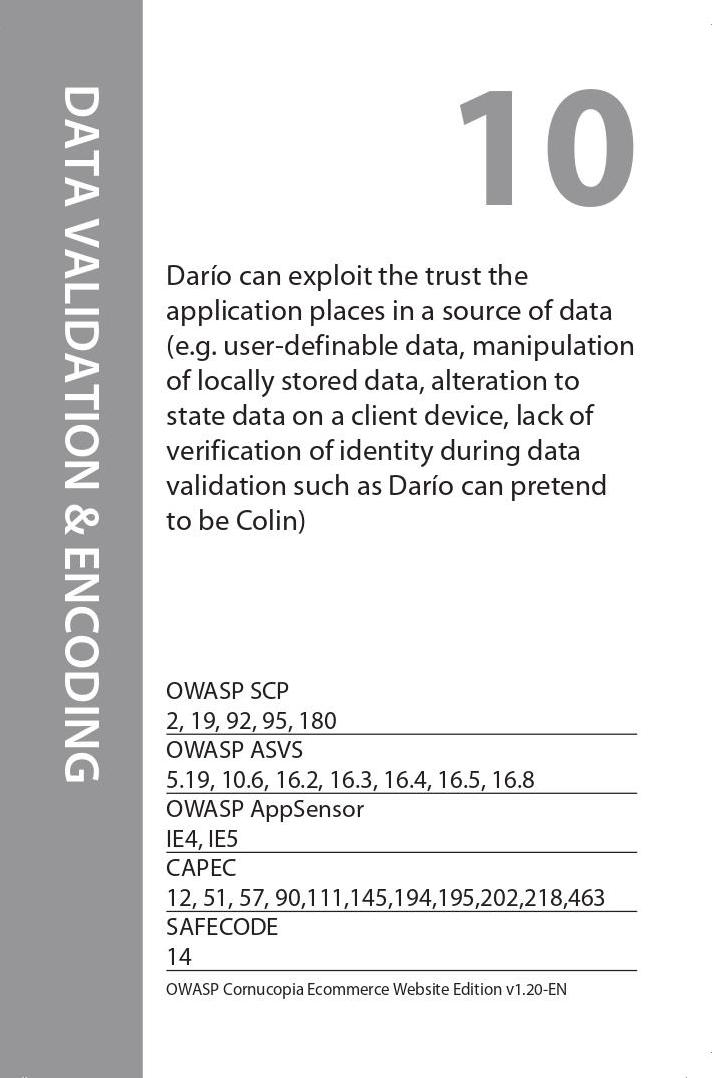 DATA VALIDATION & ENCODING
10
Darío can exploit the trust the
application places in a source of data
(e.g. user-definable data, manipulation
of locally stored data, alteration to
state data on a client device, lack of
verification of identity during data
validation such as Darío can pretend
to be Colin)
OWASP SCP
2, 19, 92, 95, 180
OWASP ASVS
5.19, 10.6, 16.2, 16.3, 16.4, 16.5, 16.8
OWASP AppSensor
IE4, IE5
CAPEC
12, 51, 57, 90,111,145,194,195,202,218,463
SAFECODE
14
OWASP Cornucopia Ecommerce Website Edition v1.20-EN